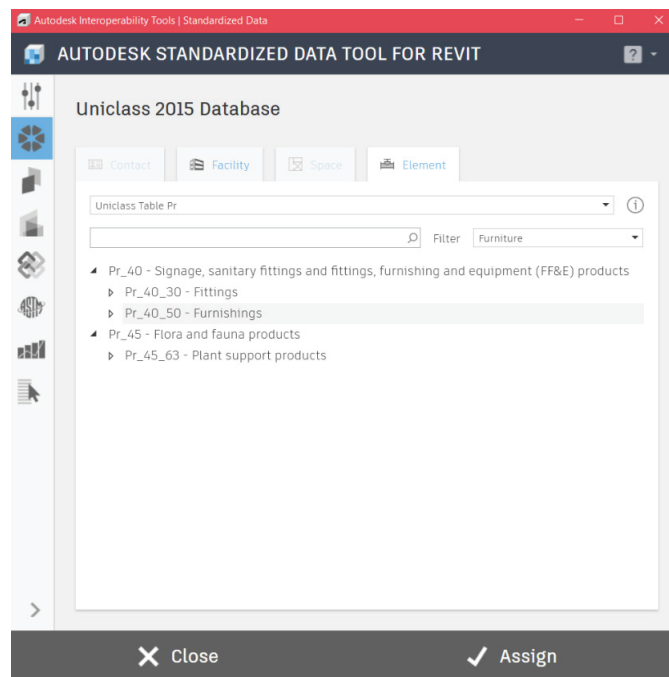 Autodesk Interoperability Tools | Standardized Data
AUTODESK STANDARDIZED DATA TOOL FOR REVIT
?
Uniclass 2015 Database
Contact Facility Space Element
Uniclass Table Pr
i
Filter Furniture
Pr_40 - Signage, sanitary fittings and fittings, furnishing and equipment (FF&E) products
Pr_40_30 - Fittings
Pr_40_50 - Furnishings
Pr_45 - Flora and fauna products
Pr_45_63 - Plant support products
ASTM
Close Assign